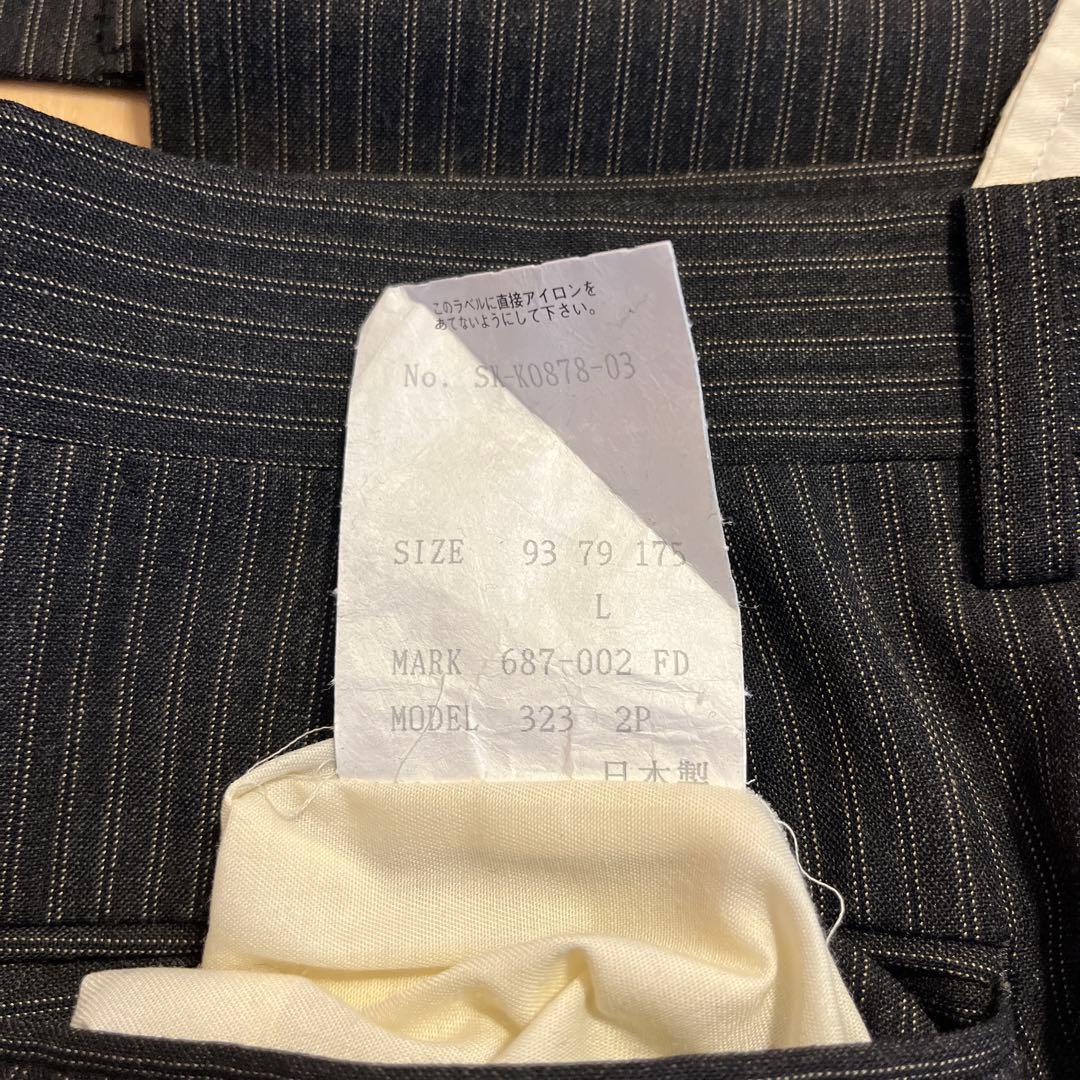 このラベルに直接アイロンを
あてないようにして下さい。
No. SK-K0878-03
SIZE 93 79 175
L
MARK 687-002 FD
MODEL 323 2P
日本製